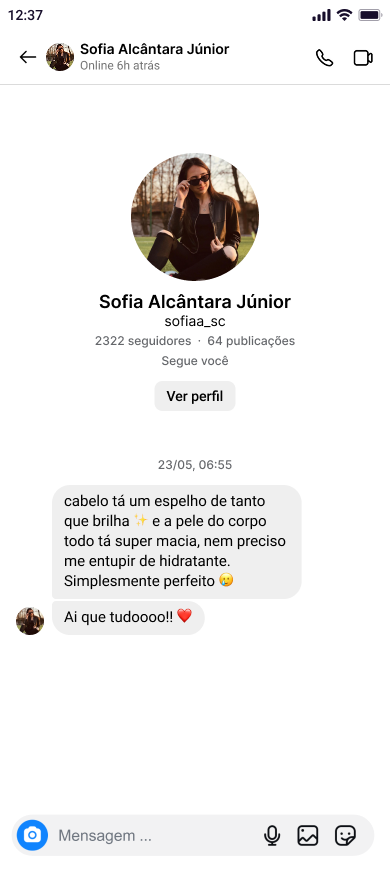 12:37
Sofia Alcântara Júnior
Online 6h atrás
Sofia Alcântara Júnior
sofiaa_sc
2322 seguidores · 64 publicações
Segue você
Ver perfil
23/05, 06:55
cabelo tá um espelho de tanto
que brilha ✨ e a pele do corpo
todo tá super macia, nem preciso
me entupir de hidratante.
Simplesmente perfeito 🥲
Ai que tudoooo!! ❤️
Mensagem ...